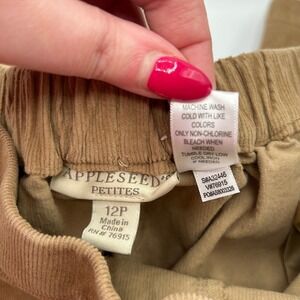 MACHINE WASH
COLD WITH LIKE
COLORS
ONLY NON-CHLORINE
BLEACH WHEN
NEEDED
TUMBLE DRY LOW
COOL IRON
IF NEEDED
APPLESEED'S
PETITES
12P
Made in
China
RN# 76915